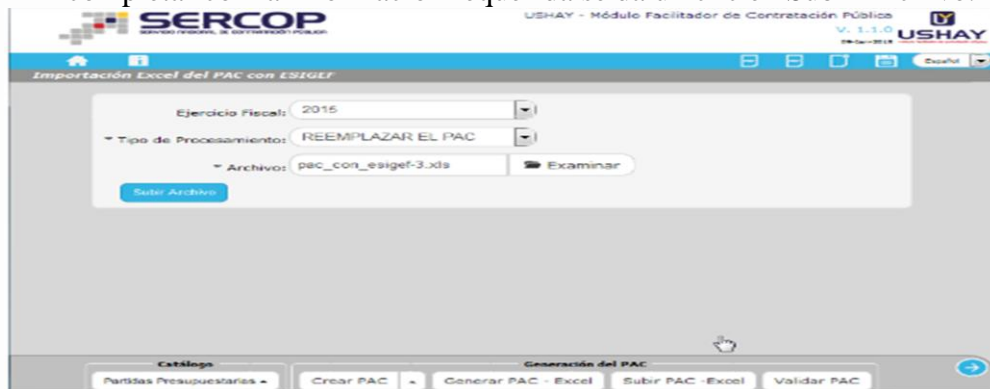 SERCOP
SERVICIO NACIONAL DE CONTRATACIÓN PÚBLICA
USHAY - Módulo Facilitador de Contratación Pública
V. 1.1.0
USHAY
Español
Importación Excel del PAC con ESIGEF
Ejercicio Fiscal: 2015
* Tipo de Procesamiento: REEMPLAZAR EL PAC
* Archivo: pac_con_esigef-3.xls Examinar
Subir Archivo
Catálogo Generación del PAC
Partidas Presupuestarias Crear PAC Generar PAC - Excel Subir PAC -Excel Validar PAC